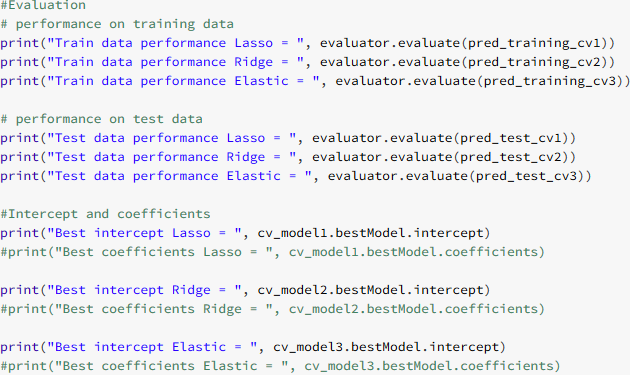 #Evaluation
# performance on training data
print("Train data performance Lasso = ", evaluator.evaluate(pred_training_cv1))
print("Train data performance Ridge = ", evaluator.evaluate(pred_training_cv2))
print("Train data performance Elastic = ", evaluator.evaluate(pred_training_cv3))
# performance on test data
print("Test data performance Lasso = ", evaluator.evaluate(pred_test_cv1))
print("Test data performance Ridge = ", evaluator.evaluate(pred_test_cv2))
print("Test data performance Elastic = ", evaluator.evaluate(pred_test_cv3))
#Intercept and coefficients
print("Best intercept Lasso = ", cv_model1.bestModel.intercept)
#print("Best coefficients Lasso = ", cv_model1.bestModel.coefficients)
print("Best intercept Ridge = ", cv_model2.bestModel.intercept)
#print("Best coefficients Ridge = ", cv_model2.bestModel.coefficients)
print("Best intercept Elastic = ", cv_model3.bestModel.intercept)
#print("Best coefficients Elastic = ", cv_model3.bestModel.coefficients)